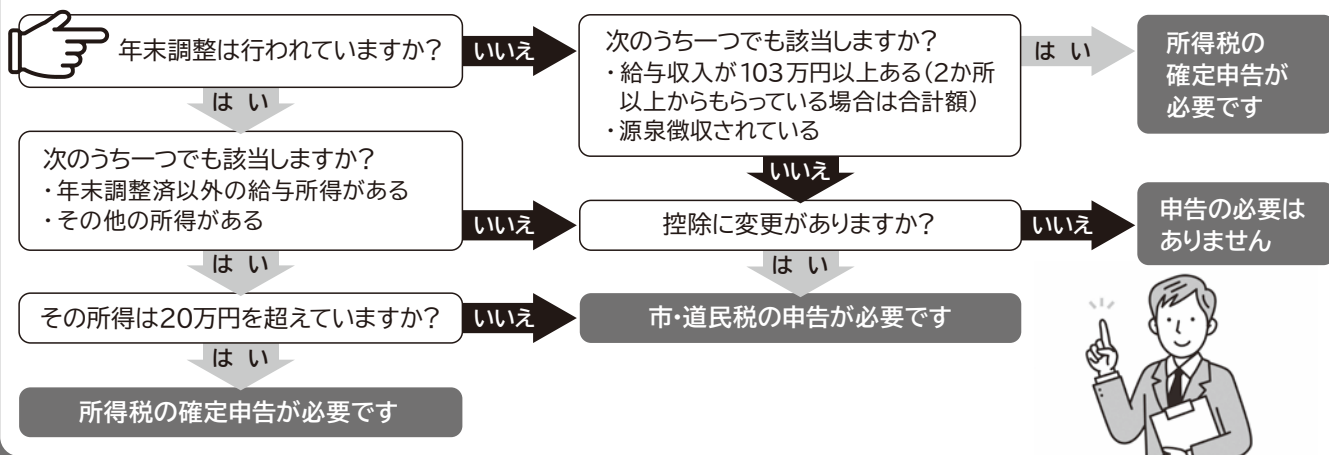 年末調整は行われていますか?
いいえ
次のうち一つでも該当しますか?
・給与収入が103万円以上ある(2か所
以上からもらっている場合は合計額)
・源泉徴収されている
は い
所得税の
確定申告が
必要です
は い
いいえ
次のうち一つでも該当しますか?
・年末調整済以外の給与所得がある
・その他の所得がある
いいえ
控除に変更がありますか?
いいえ
申告の必要は
ありません
は い
は い
その所得は20万円を超えていますか?
いいえ
市・道民税の申告が必要です
は い
所得税の確定申告が必要です